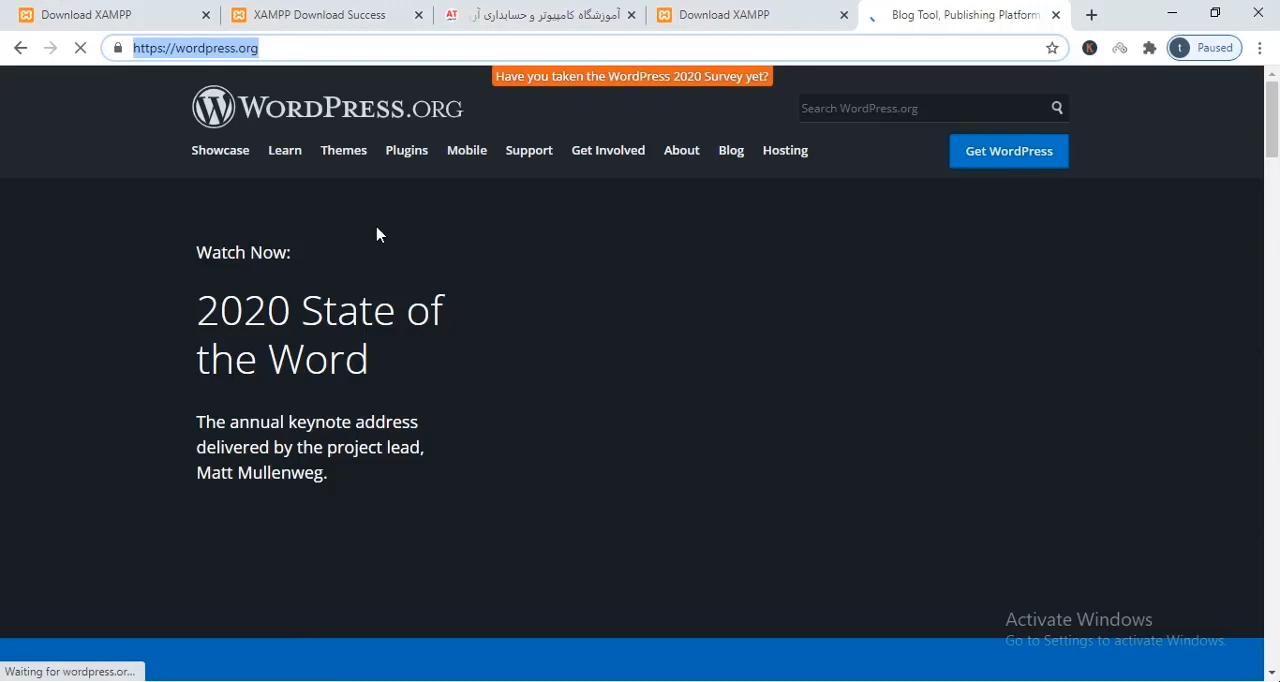 Download XAMPP
XAMPP Download Success
آموزشگاه کامپیوتر و حسابداری آر
Download XAMPP
Blog Tool, Publishing Platform
https://wordpress.org
t Paused
Have you taken the WordPress 2020 Survey yet?
WORDPRESS.ORG
Search WordPress.org
Showcase Learn Themes Plugins Mobile Support Get Involved About Blog Hosting
Get WordPress
Watch Now:
2020 State of
the Word
The annual keynote address
delivered by the project lead,
Matt Mullenweg.
Activate Windows
Go to Settings to activate Windows.
Waiting for wordpress.or...